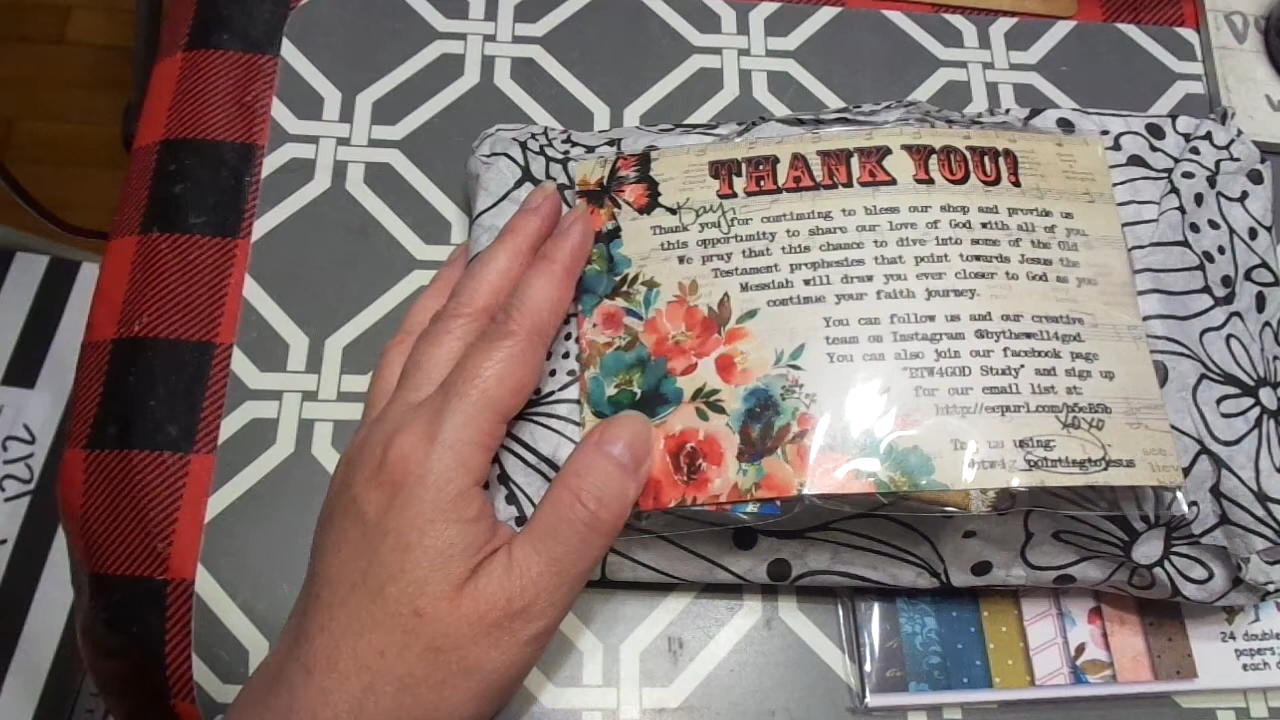 THANK YOU!
Kay,
Thank you for continuing to bless our shop and provide us
this opportunity to share our love of God with all of you.
We pray that this chance to dive into some of the Old
Testament prophesies that point towards Jesus the
Messiah will draw you ever closer to God as you
continue your faith journey.
You can follow us and our creative
team on Instagram @bythewell4god.
You can also join our facebook page
"BTW4GOD Study" and sign up
for our email list at:
XOXO
us using:
pointingtojesus
24 double
papers;
each d
1212